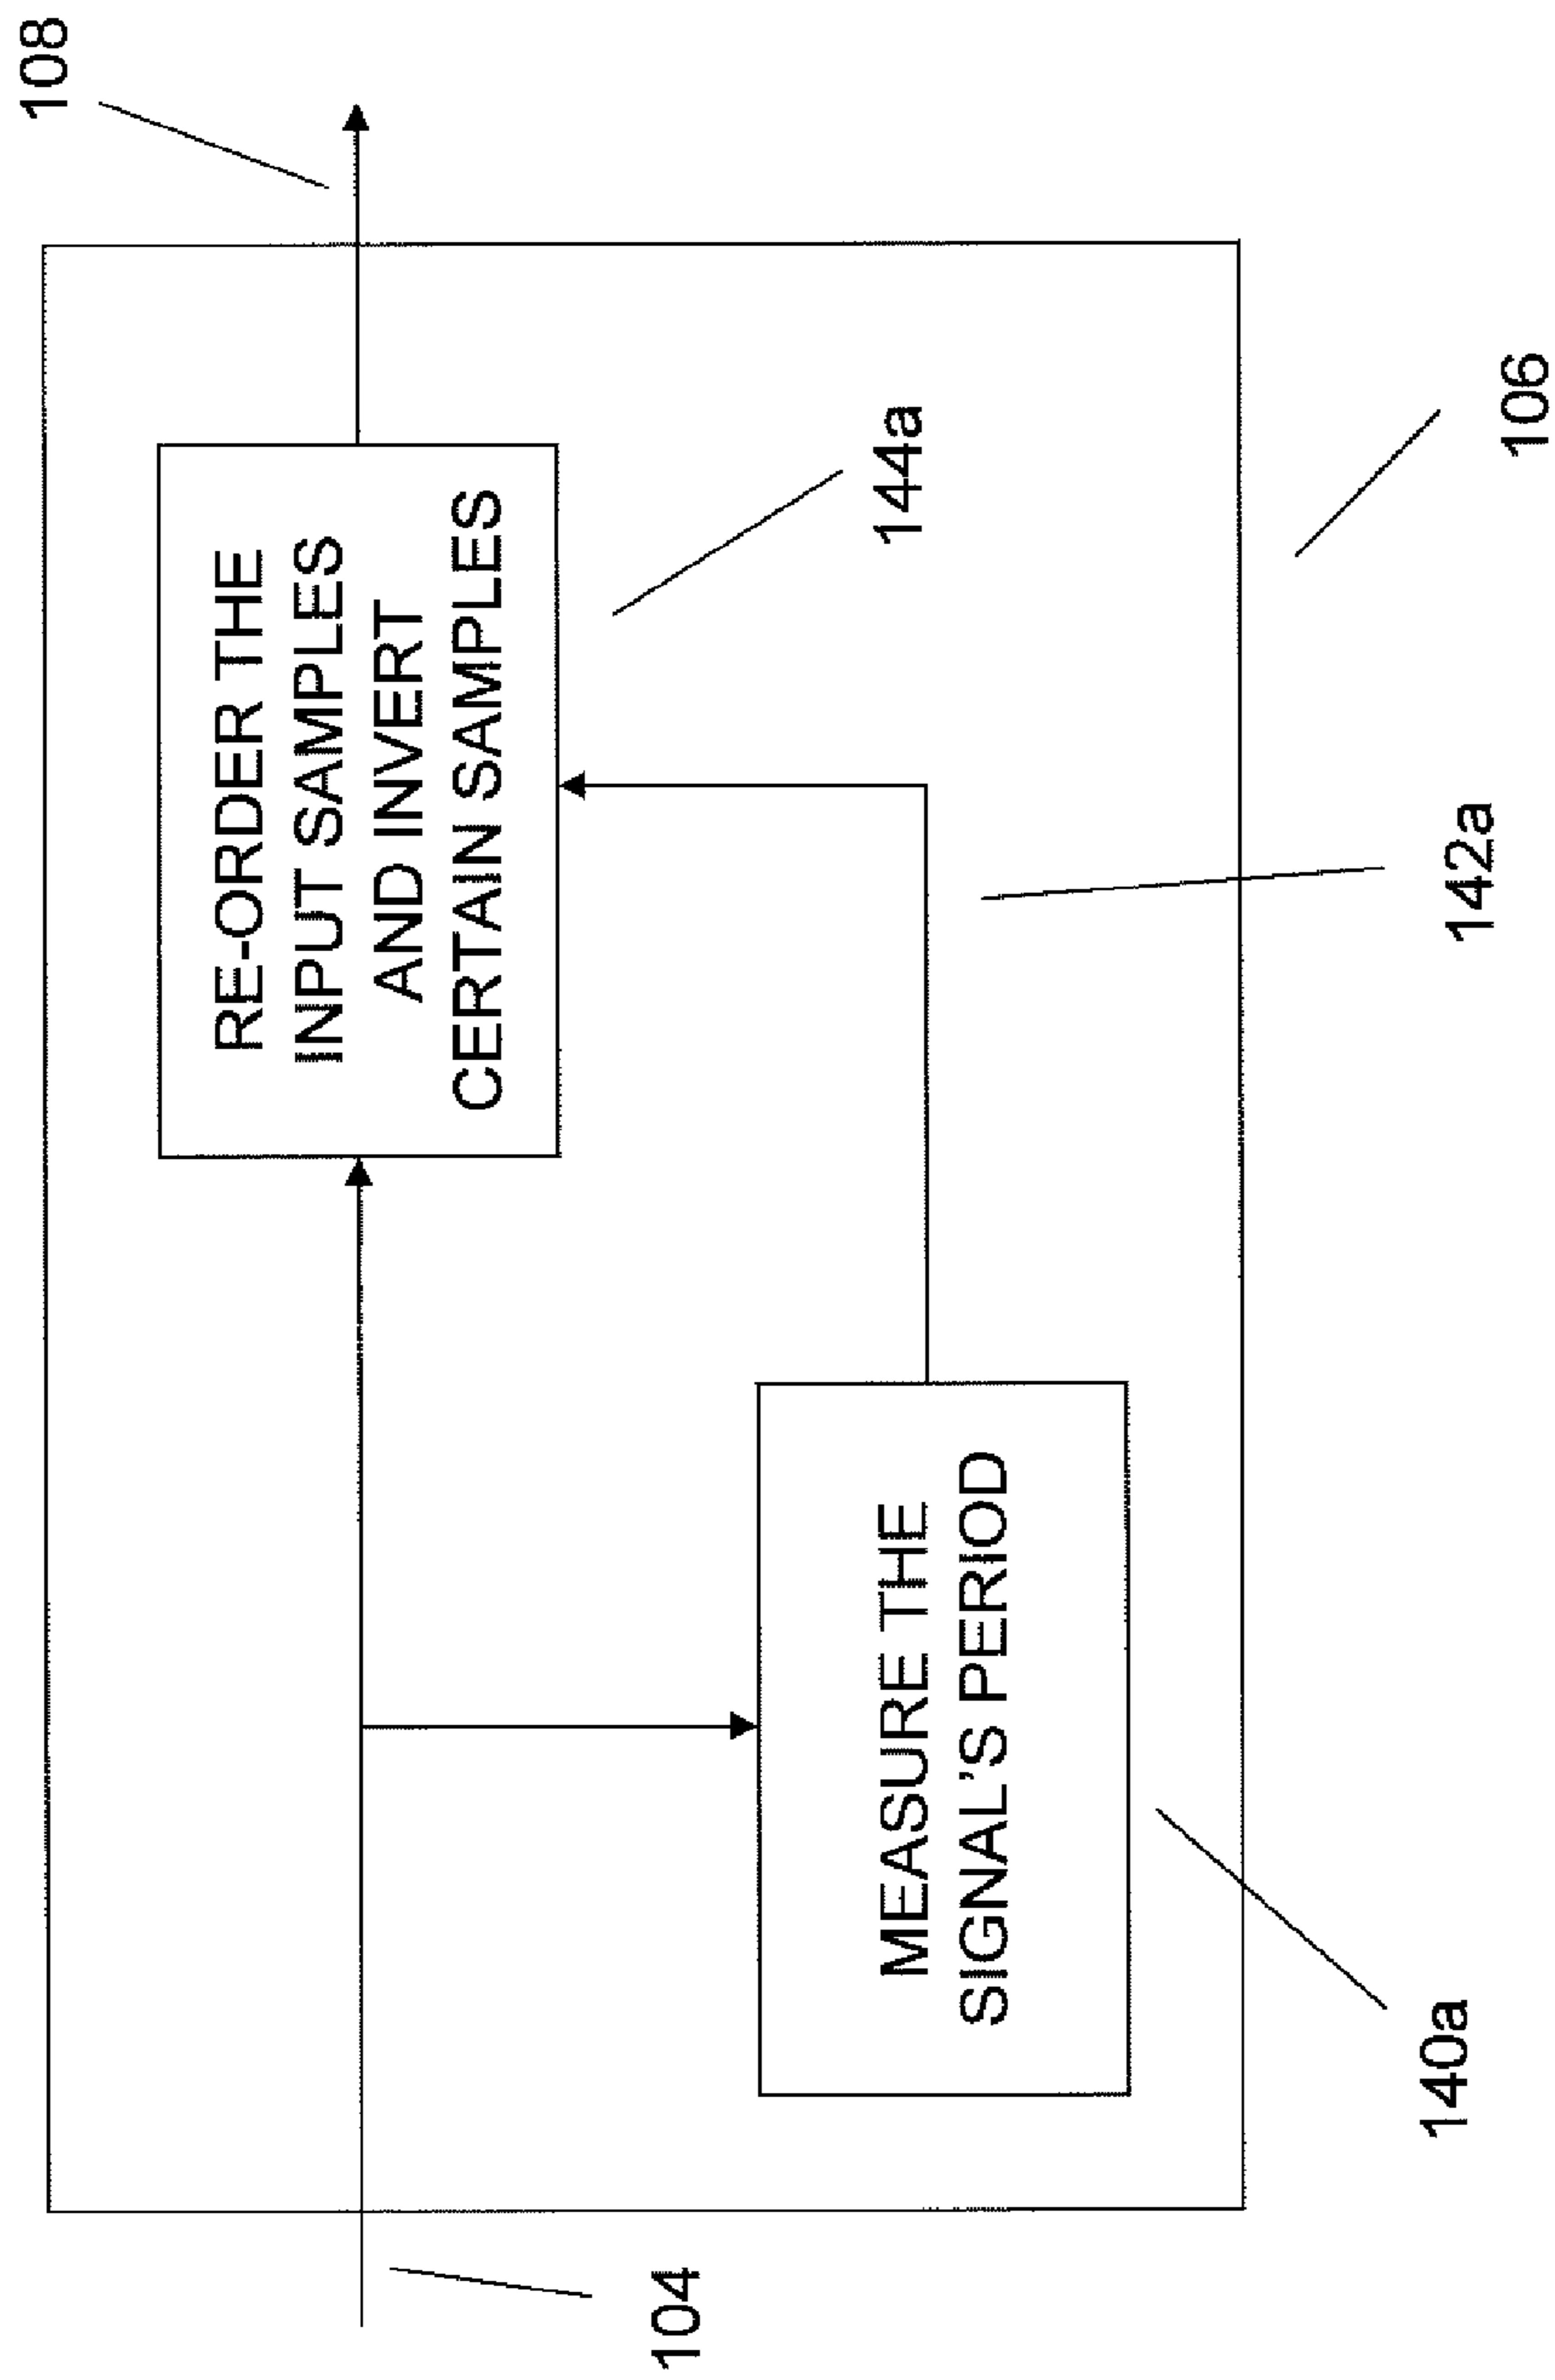 108
RE-ORDER THE
INPUT SAMPLES
AND INVERT
CERTAIN SAMPLES
144a
106
142a
MEASURE THE
SIGNAL'S PERIOD
140a
104